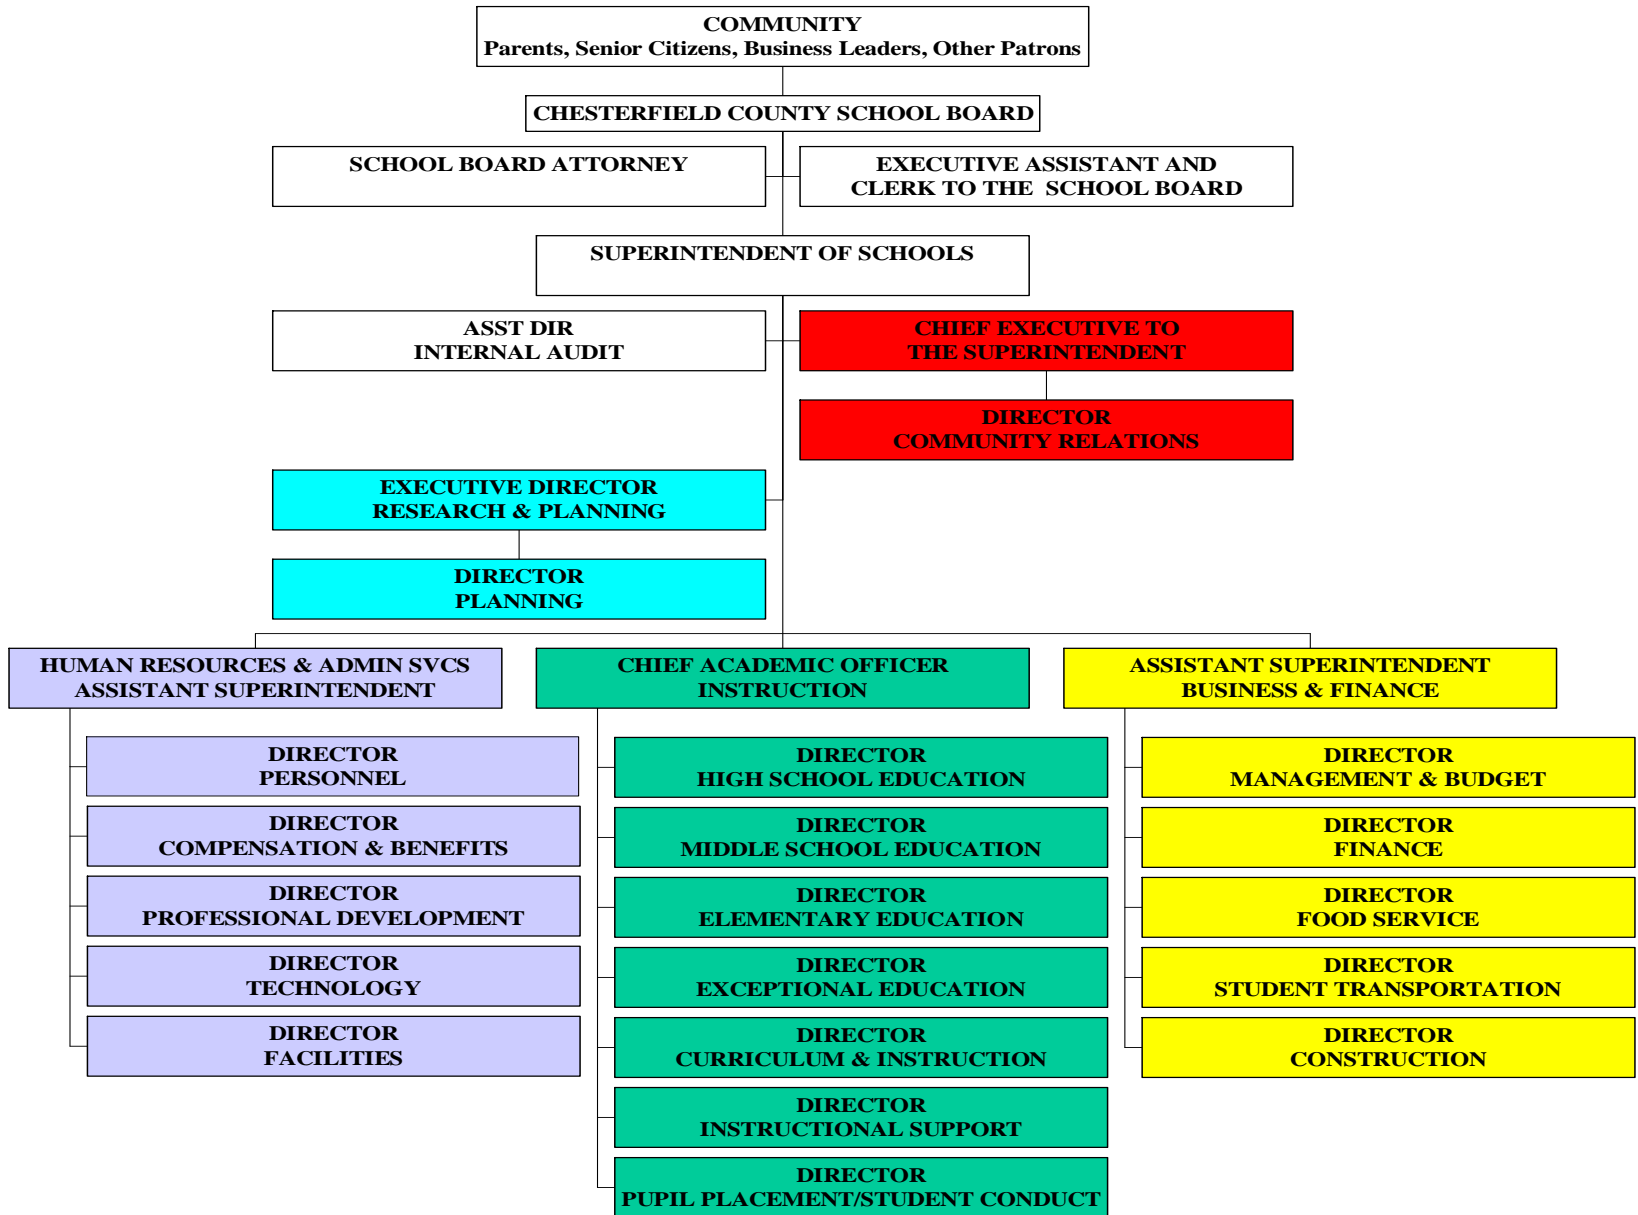 COMMUNITY
Parents, Senior Citizens, Business Leaders, Other Patrons
CHESTERFIELD COUNTY SCHOOL BOARD
SCHOOL BOARD ATTORNEY
EXECUTIVE ASSISTANT AND
CLERK TO THE SCHOOL BOARD
SUPERINTENDENT OF SCHOOLS
ASST DIR
INTERNAL AUDIT
CHIEF EXECUTIVE TO
THE SUPERINTENDENT
DIRECTOR
COMMUNITY RELATIONS
EXECUTIVE DIRECTOR
RESEARCH & PLANNING
DIRECTOR
PLANNING
HUMAN RESOURCES & ADMIN SVCS
ASSISTANT SUPERINTENDENT
DIRECTOR
PERSONNEL
DIRECTOR
COMPENSATION & BENEFITS
DIRECTOR
PROFESSIONAL DEVELOPMENT
DIRECTOR
TECHNOLOGY
DIRECTOR
FACILITIES
CHIEF ACADEMIC OFFICER
INSTRUCTION
DIRECTOR
HIGH SCHOOL EDUCATION
DIRECTOR
MIDDLE SCHOOL EDUCATION
DIRECTOR
ELEMENTARY EDUCATION
DIRECTOR
EXCEPTIONAL EDUCATION
DIRECTOR
CURRICULUM & INSTRUCTION
DIRECTOR
INSTRUCTIONAL SUPPORT
DIRECTOR
PUPIL PLACEMENT/STUDENT CONDUCT
ASSISTANT SUPERINTENDENT
BUSINESS & FINANCE
DIRECTOR
MANAGEMENT & BUDGET
DIRECTOR
FINANCE
DIRECTOR
FOOD SERVICE
DIRECTOR
STUDENT TRANSPORTATION
DIRECTOR
CONSTRUCTION